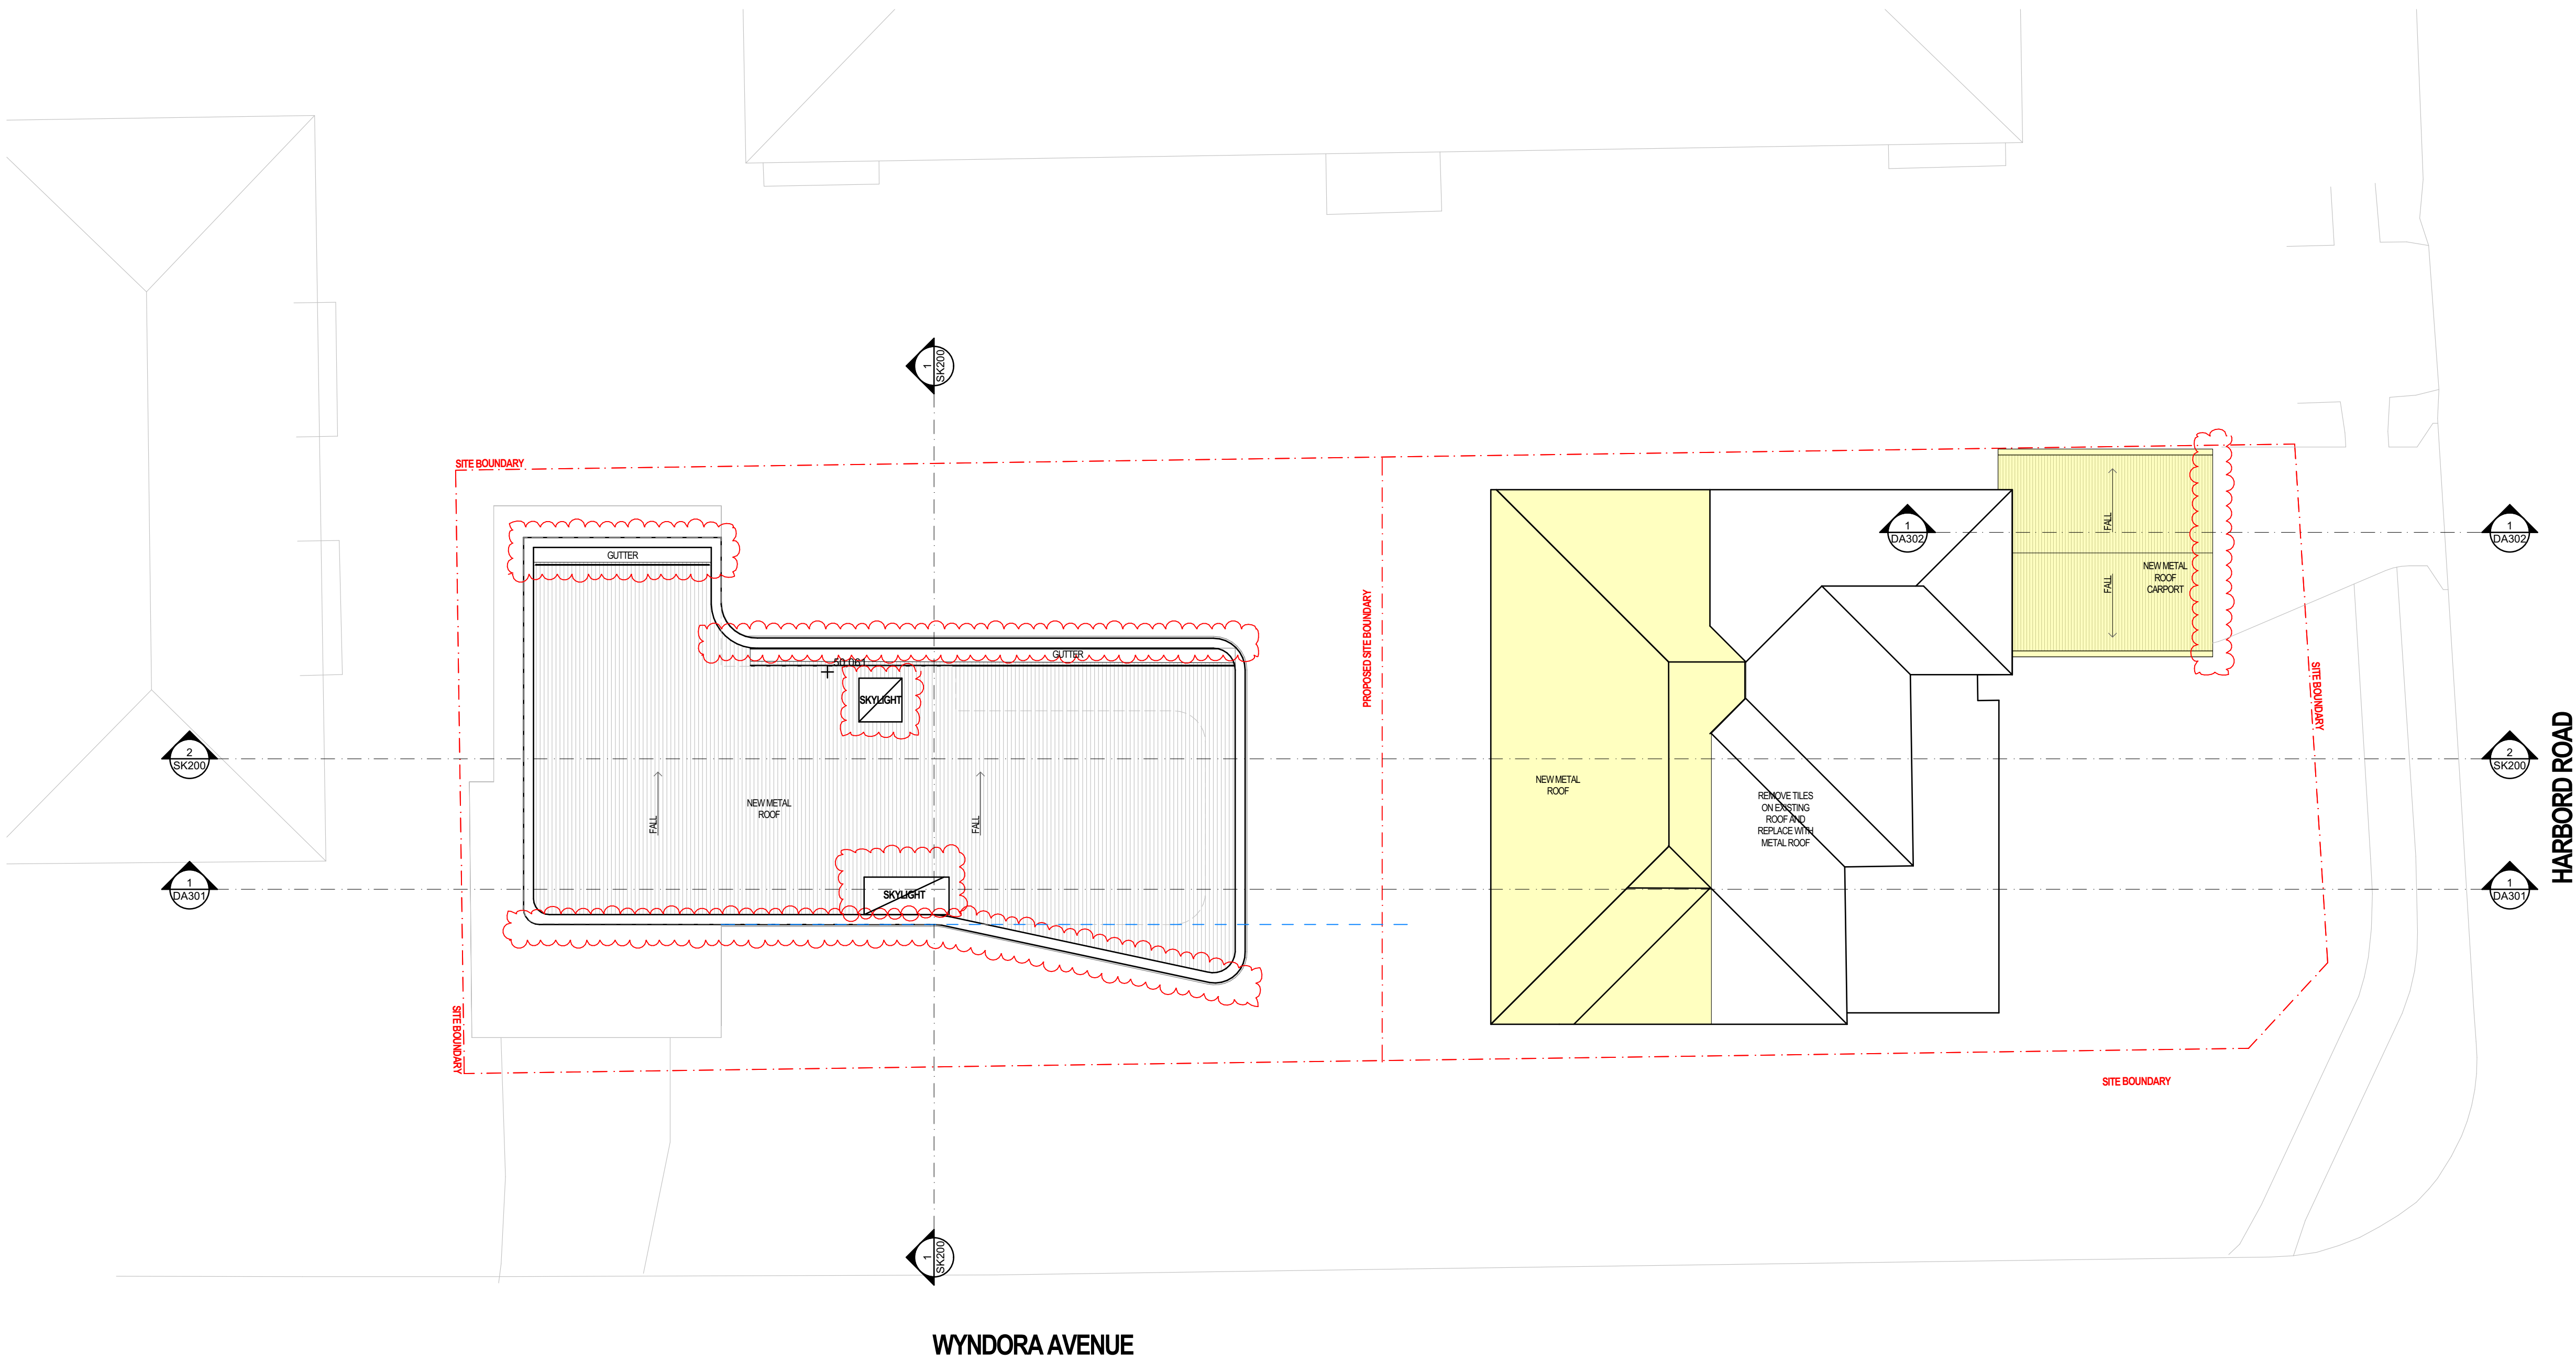 1
SK200
SITE BOUNDARY
GUTTER
1
DA302
1
DA302
FALL
NEW METAL
ROOF
CARPORT
FALL
PROPOSED SITE BOUNDARY
GUTTER
50.061
SKYLIGHT
SITE BOUNDARY
HARBORD ROAD
2
SK200
2
SK200
NEW METAL
ROOF
NEW METAL
ROOF
REMOVE TILES
ON EXISTING
ROOF AND
REPLACE WITH
METAL ROOF
FALL
FALL
1
DA301
SKYLIGHT
1
DA301
SITE BOUNDARY
SITE BOUNDARY
1
SK200
WYNDORA AVENUE